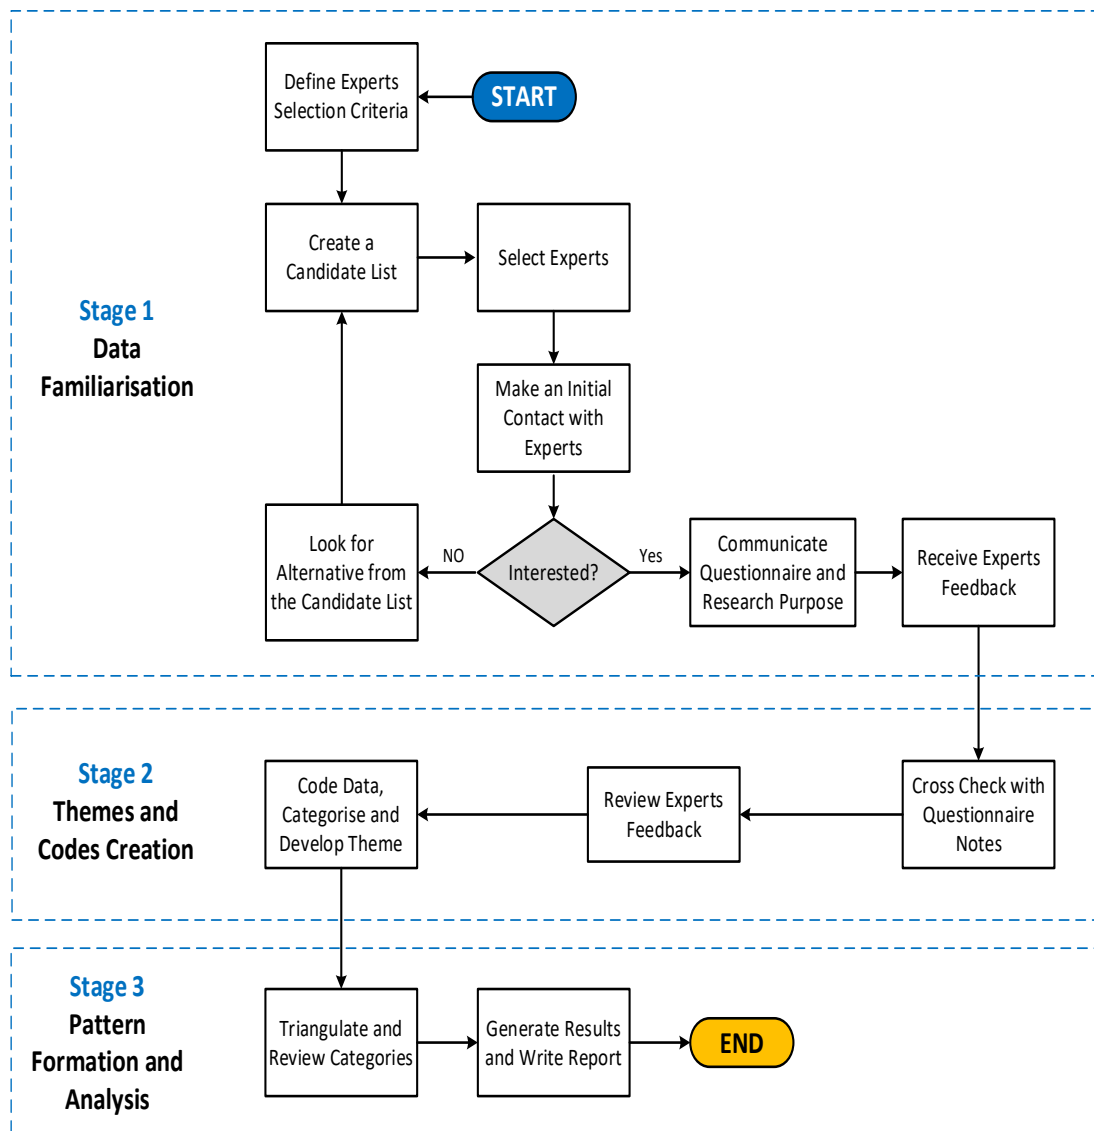 Define Experts
Selection Criteria
START
Create a
Candidate List
Select Experts
Stage 1
Data
Familiarisation
Make an Initial
Contact with
Experts
Look for
Alternative from
the Candidate List
NO
Interested?
Yes
Communicate
Questionnaire and
Research Purpose
Receive Experts
Feedback
Stage 2
Themes and
Codes Creation
Code Data,
Categorise and
Develop Theme
Review Experts
Feedback
Cross Check with
Questionnaire
Notes
Stage 3
Pattern
Formation and
Analysis
Triangulate and
Review Categories
Generate Results
and Write Report
END